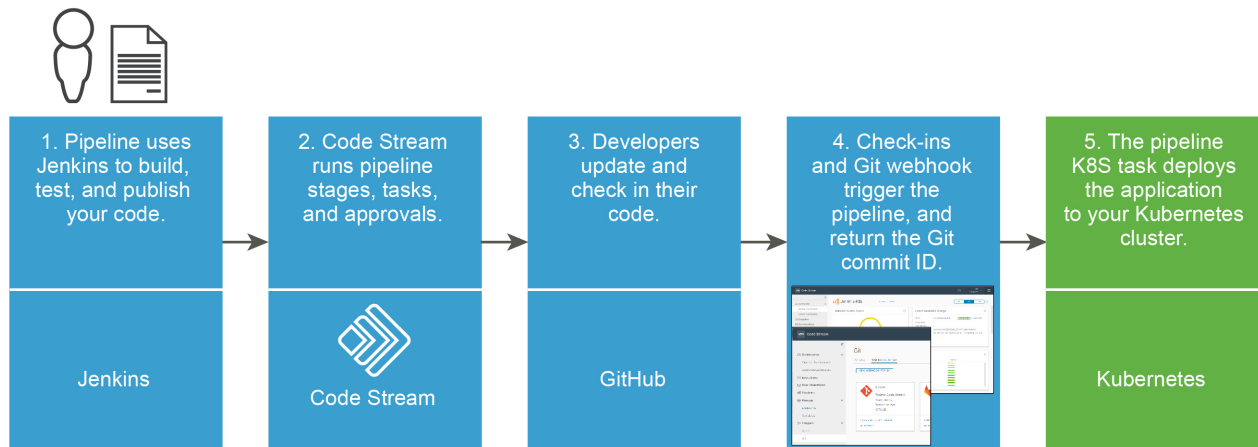 1. Pipeline uses
Jenkins to build,
test, and publish
your code.
2. Code Stream
runs pipeline
stages, tasks,
and approvals.
3. Developers
update and
check in their
code.
4. Check-ins
and Git webhook
trigger the
pipeline, and
return the Git
commit ID.
5. The pipeline
K8S task deploys
the application
to your Kubernetes
cluster.
Jenkins
Code Stream
GitHub
Code Stream
Git
Kubernetes